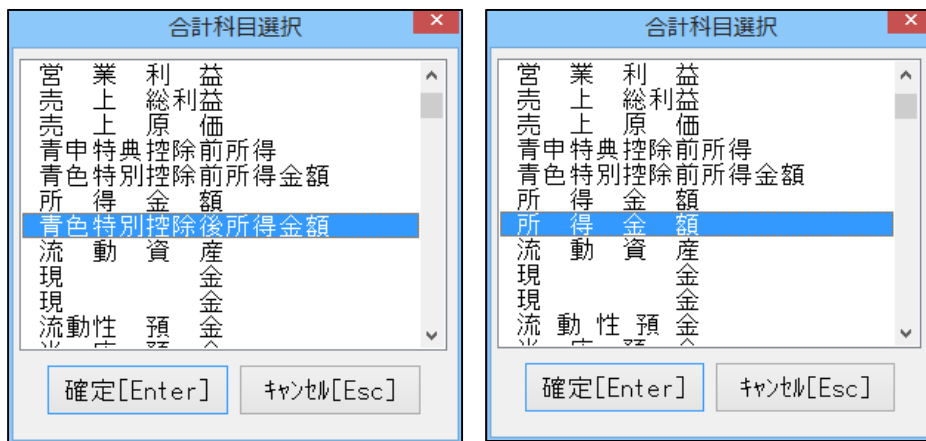 合計科目選択
営業利益
売上総利益
売上原価
青申特典控除前所得
青色特別控除前所得金額
所得金額
青色特別控除後所得金額
流動資産
現金
現金
流動性預金
確定[Enter]
ｷｬﾝｾﾙ[Esc]
合計科目選択
営業利益
売上総利益
売上原価
青申特典控除前所得
青色特別控除前所得金額
所得金額
所得金額
流動資産
現金
現金
流動性預金
確定[Enter]
ｷｬﾝｾﾙ[Esc]